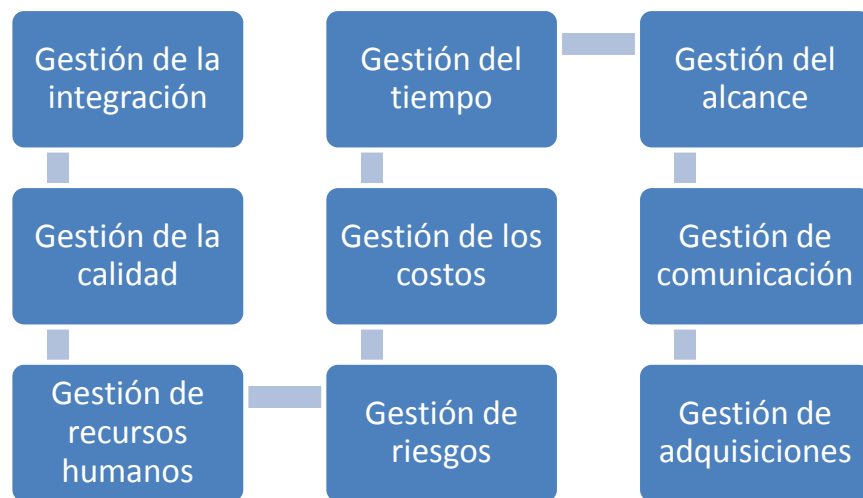 Gestión de la
integración
Gestión del
tiempo
Gestión del
alcance
Gestión de la
calidad
Gestión de los
costos
Gestión de
comunicación
Gestión de
recursos
humanos
Gestión de
riesgos
Gestión de
adquisiciones